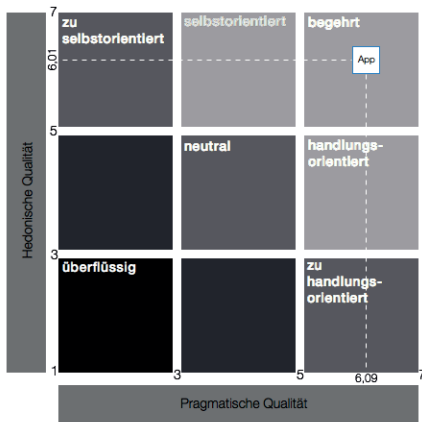 7
zu
selbstorientiert
selbstorientiert
begehrt
6,01
App
5
neutral
handlungs-
orientiert
Hedonische Qualität
3
überflüssig
zu
handlungs-
orientiert
1
3
5
6,09
7
Pragmatische Qualität